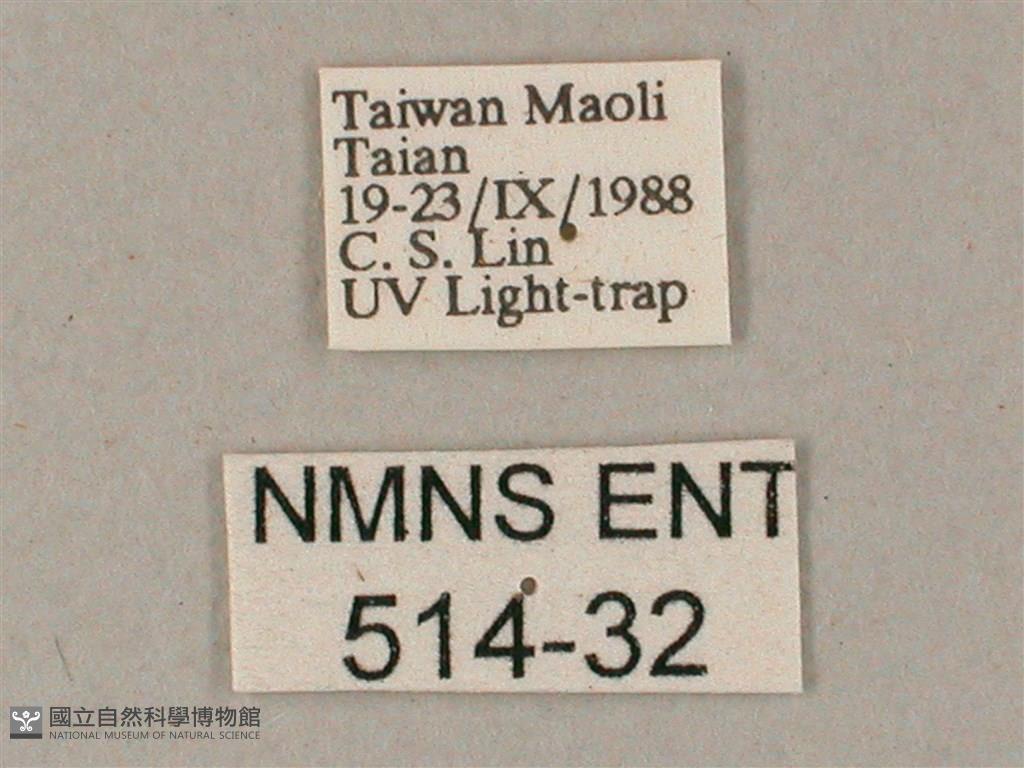 Taiwan Maoli
Taian
19-23/IX/1988
C. S. Lin
UV Light-trap
NMNS ENT
514-32
國立自然科學博物館
NATIONAL MUSEUM OF NATURAL SCIENCE